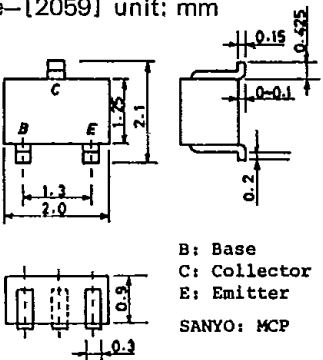 e–[2059] unit: mm
0.15
0.425
C
B
E
1.25
2.1
0~0.1
0.2
1.3
2.0
B: Base
C: Collector
E: Emitter
SANYO: MCP
0.9
0.3